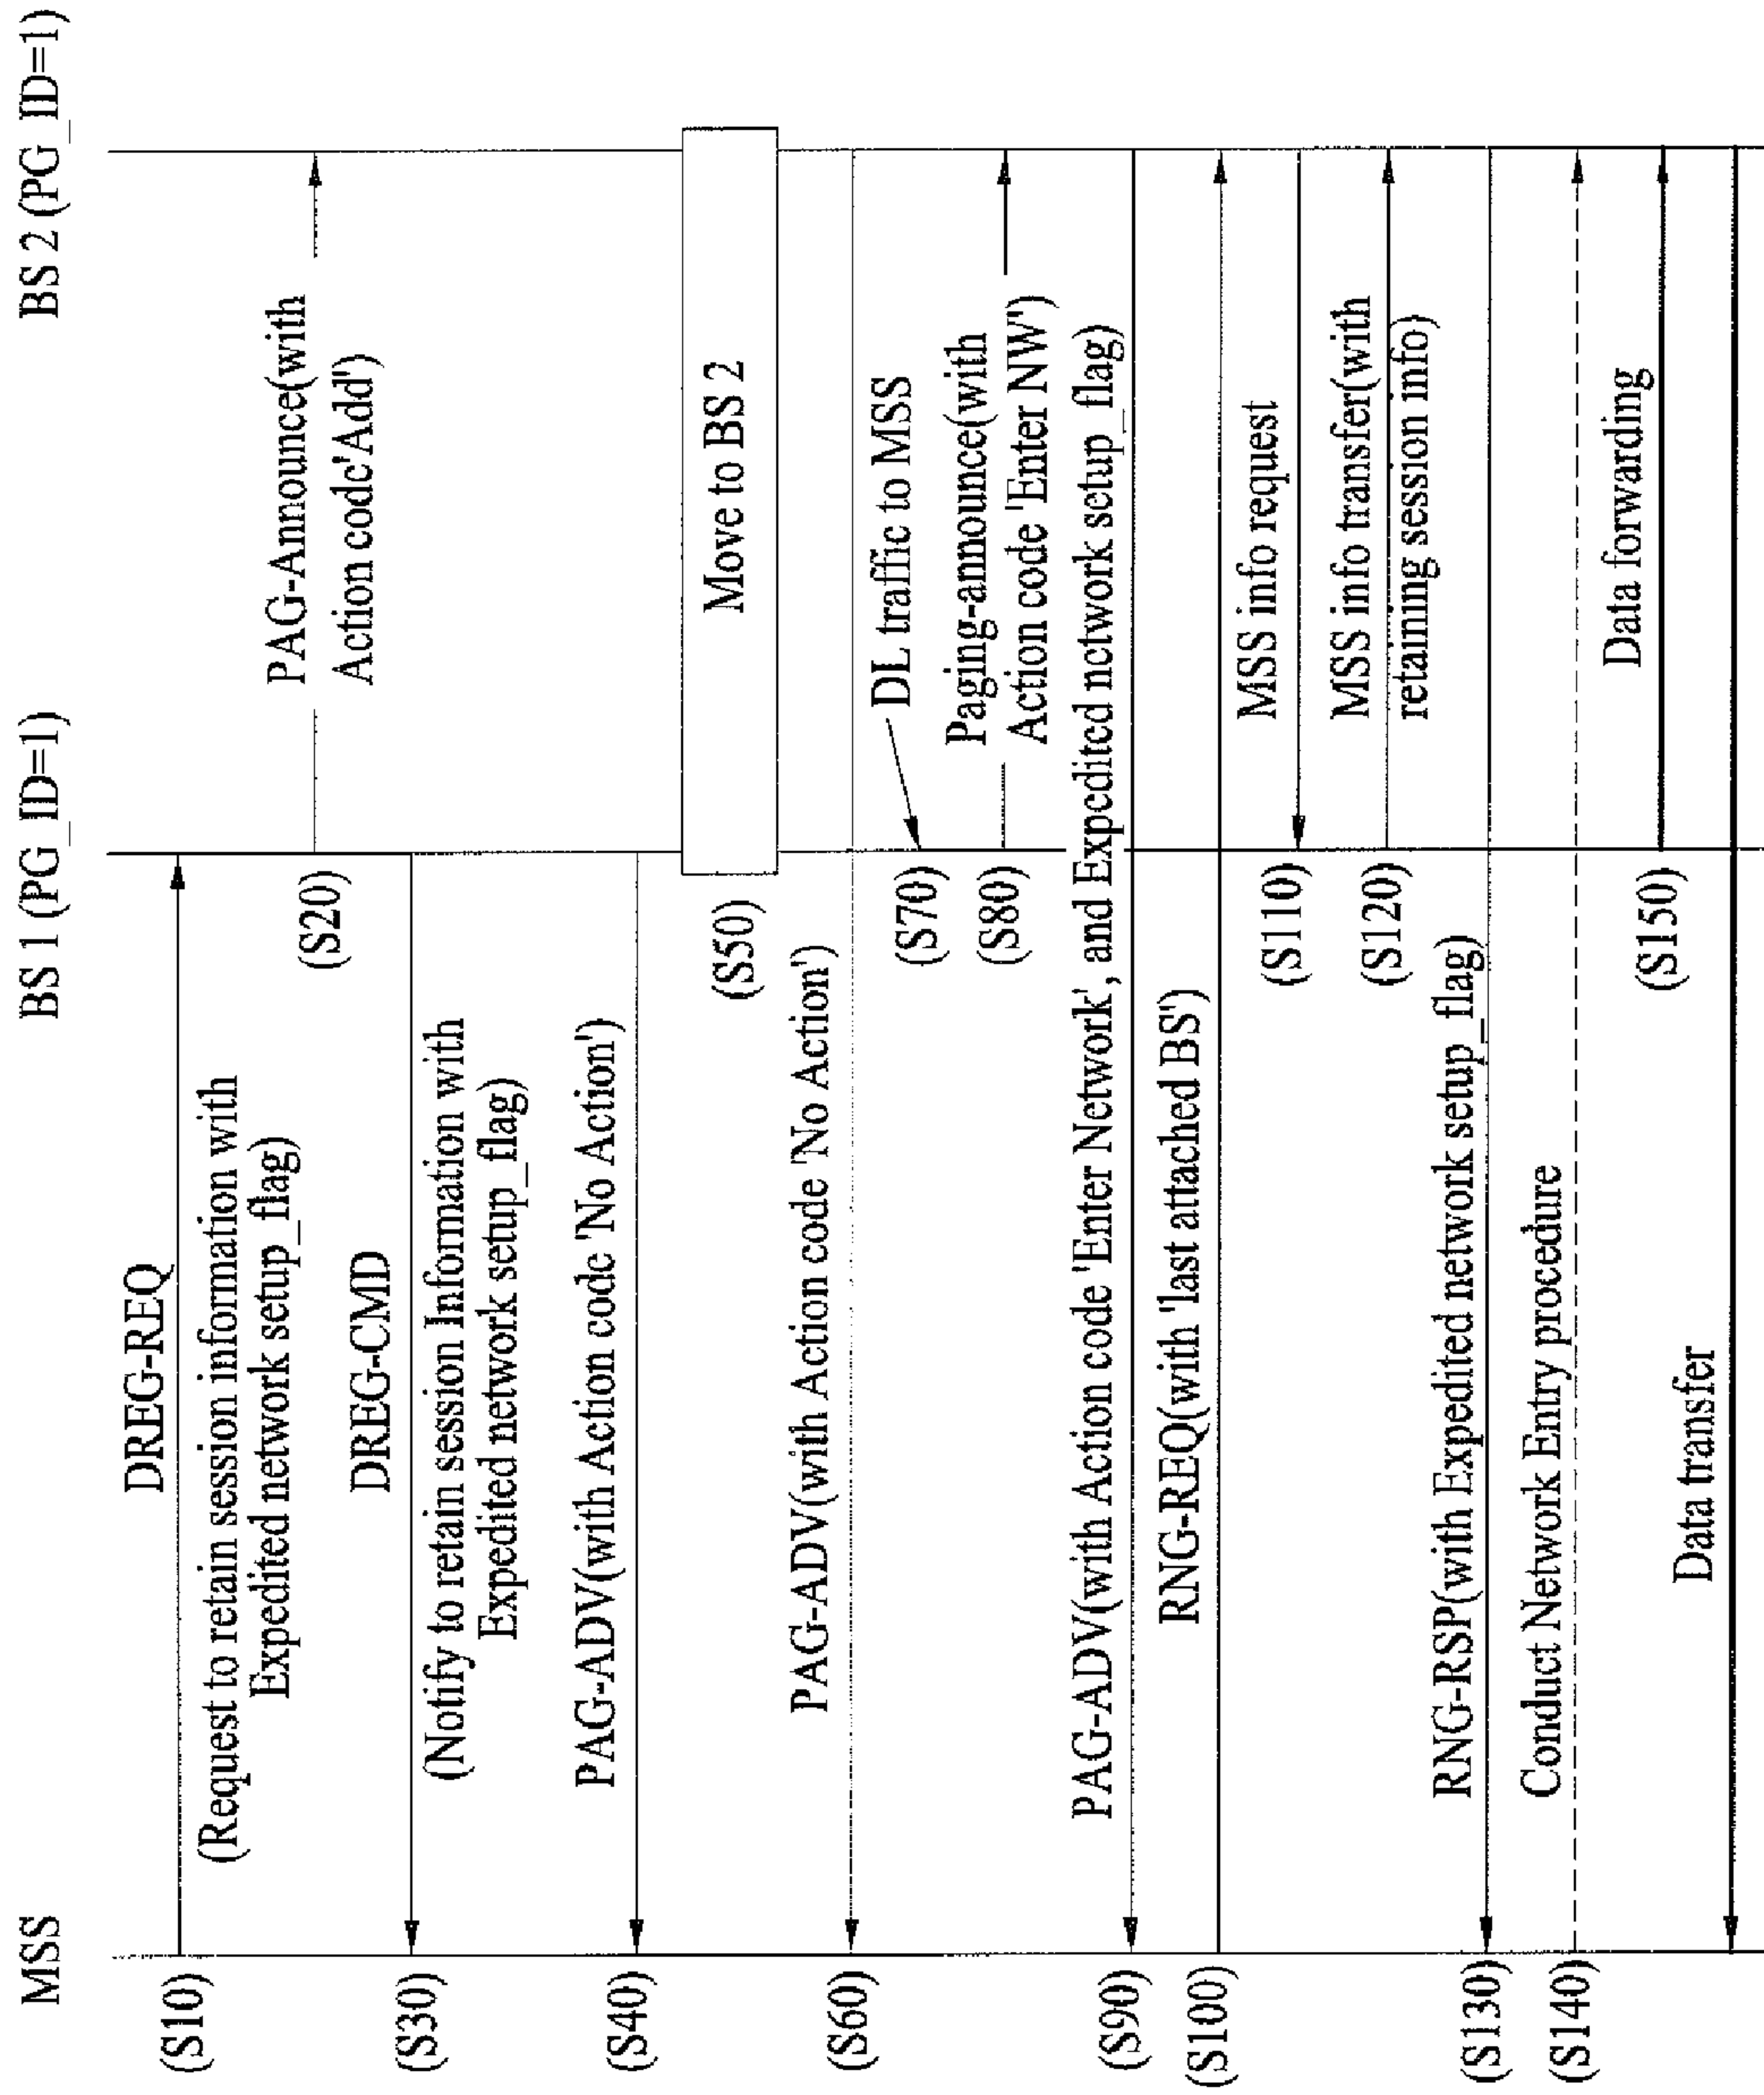 MSS
BS 1 (PG_ID=1)
BS 2 (PG_ID=1)
(S10)
DREG-REQ
(Request to retain session information with
Expedited network setup_flag)
(S20)
PAG-Announce(with
Action code'Add')
(S30)
DREG-CMD
(Notify to retain session Information with
Expedited network setup_flag)
(S40)
PAG-ADV(with Action code 'No Action')
(S50)
Move to BS 2
(S60)
PAG-ADV(with Action code 'No Action')
(S70)
DL traffic to MSS
(S80)
Paging-announce(with
Action code 'Enter NW')
(S90)
PAG-ADV(with Action code 'Enter Network', and Expedited network setup_flag)
(S100)
RNG-REQ(with 'last attached BS')
(S110)
MSS info request
(S120)
MSS info transfer(with
retaining session info)
(S130)
RNG-RSP(with Expedited network setup_flag)
(S140)
Conduct Network Entry procedure
(S150)
Data forwarding
Data transfer